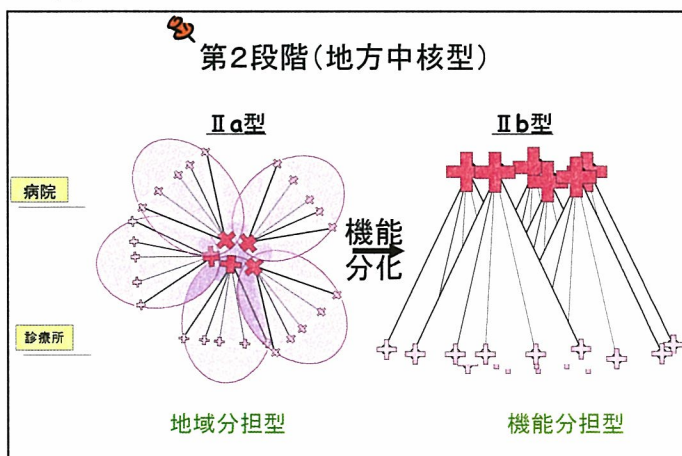 第2段階(地方中核型)
Ⅱa型
Ⅱb型
病院
機能
分化
診療所
地域分担型
機能分担型